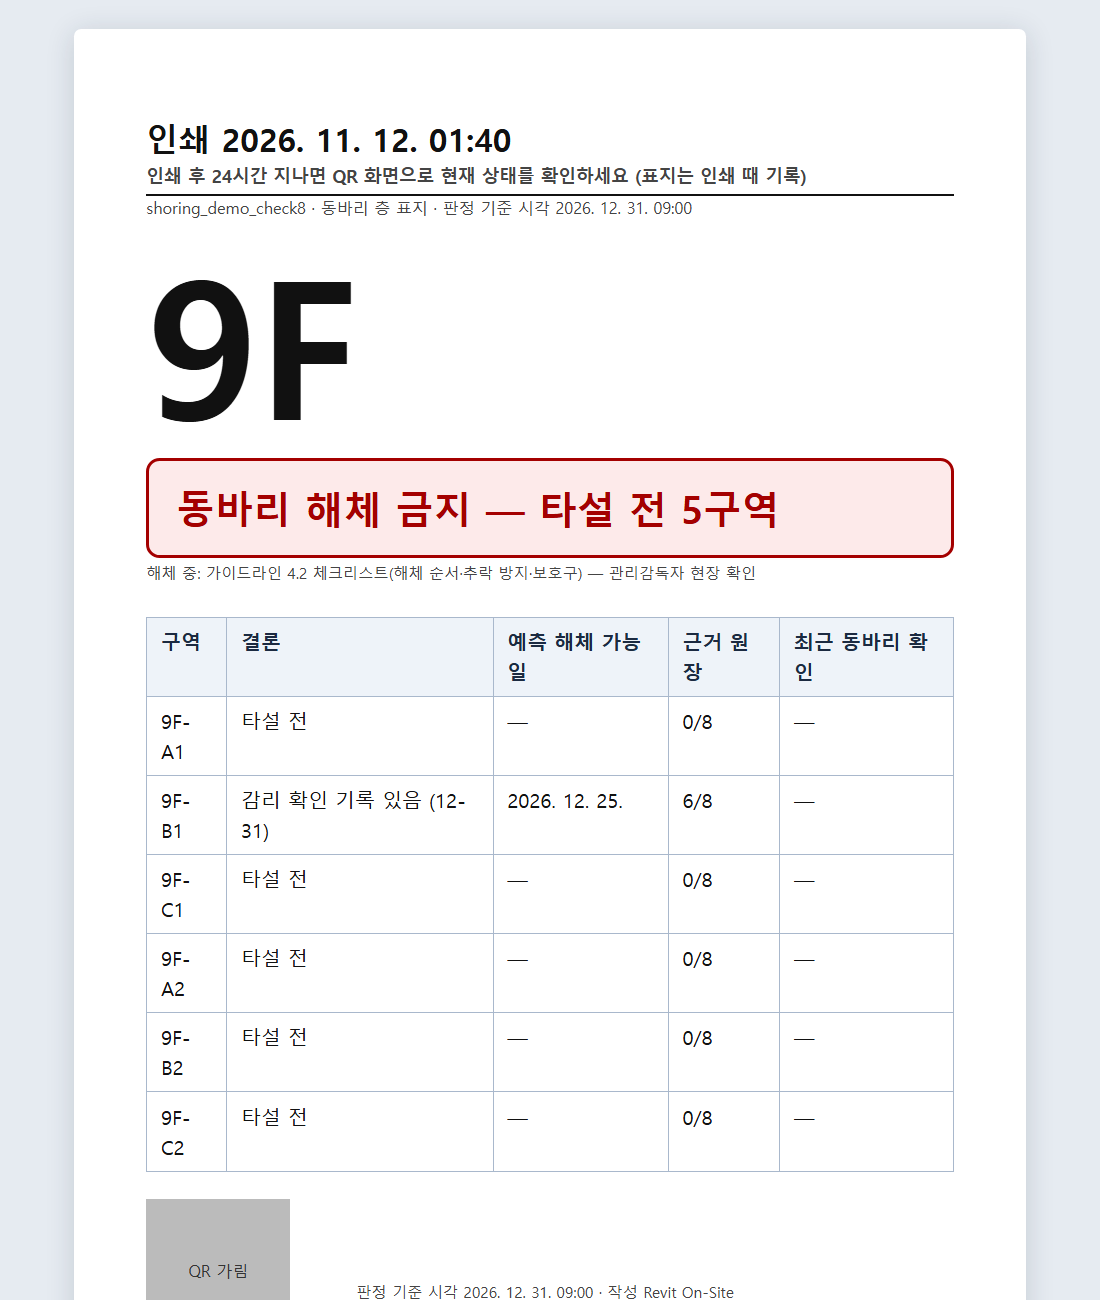 인쇄 2026. 11. 12. 01:40
인쇄 후 24시간 지나면 QR 화면으로 현재 상태를 확인하세요 (표지는 인쇄 때 기록)
shoring_demo_check8 · 동바리 층 표지 · 판정 기준 시각 2026. 12. 31. 09:00
9F
동바리 해체 금지 — 타설 전 5구역
해체 중: 가이드라인 4.2 체크리스트(해체 순서·추락 방지·보호구) — 관리감독자 현장 확인
구역 결론 예측 해체 가능일 근거 원장 최근 동바리 확인
9F-A1 타설 전 — 0/8 —
9F-B1 감리 확인 기록 있음 (12-31) 2026. 12. 25. 6/8 —
9F-C1 타설 전 — 0/8 —
9F-A2 타설 전 — 0/8 —
9F-B2 타설 전 — 0/8 —
9F-C2 타설 전 — 0/8 —
QR 가림
판정 기준 시각 2026. 12. 31. 09:00 · 작성 Revit On-Site